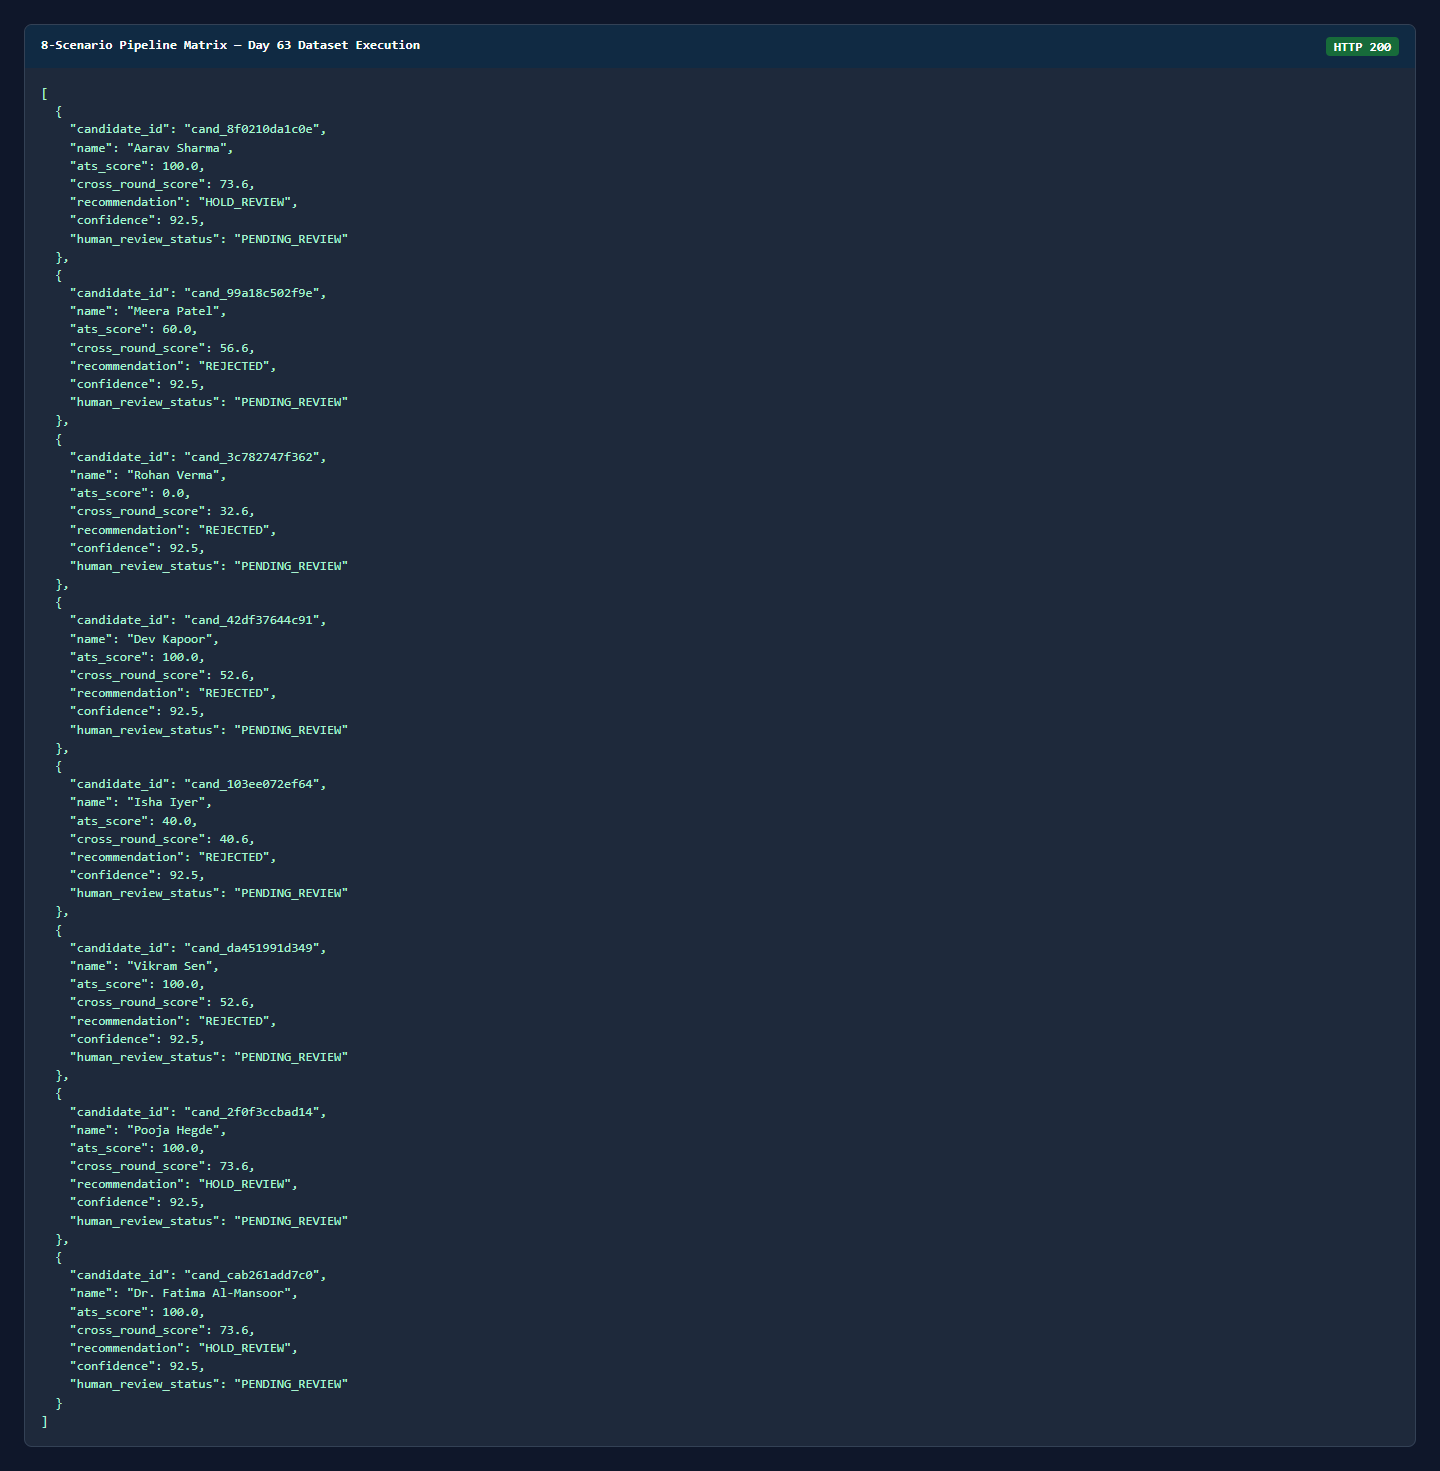 8-Scenario Pipeline Matrix — Day 63 Dataset Execution
HTTP 200
[
  {
    "candidate_id": "cand_8f0210da1c0e",
    "name": "Aarav Sharma",
    "ats_score": 100.0,
    "cross_round_score": 73.6,
    "recommendation": "HOLD_REVIEW",
    "confidence": 92.5,
    "human_review_status": "PENDING_REVIEW"
  },
  {
    "candidate_id": "cand_99a18c502f9e",
    "name": "Meera Patel",
    "ats_score": 60.0,
    "cross_round_score": 56.6,
    "recommendation": "REJECTED",
    "confidence": 92.5,
    "human_review_status": "PENDING_REVIEW"
  },
  {
    "candidate_id": "cand_3c782747f362",
    "name": "Rohan Verma",
    "ats_score": 0.0,
    "cross_round_score": 32.6,
    "recommendation": "REJECTED",
    "confidence": 92.5,
    "human_review_status": "PENDING_REVIEW"
  },
  {
    "candidate_id": "cand_42df37644c91",
    "name": "Dev Kapoor",
    "ats_score": 100.0,
    "cross_round_score": 52.6,
    "recommendation": "REJECTED",
    "confidence": 92.5,
    "human_review_status": "PENDING_REVIEW"
  },
  {
    "candidate_id": "cand_103ee072ef64",
    "name": "Isha Iyer",
    "ats_score": 40.0,
    "cross_round_score": 40.6,
    "recommendation": "REJECTED",
    "confidence": 92.5,
    "human_review_status": "PENDING_REVIEW"
  },
  {
    "candidate_id": "cand_da451991d349",
    "name": "Vikram Sen",
    "ats_score": 100.0,
    "cross_round_score": 52.6,
    "recommendation": "REJECTED",
    "confidence": 92.5,
    "human_review_status": "PENDING_REVIEW"
  },
  {
    "candidate_id": "cand_2f0f3ccbad14",
    "name": "Pooja Hegde",
    "ats_score": 100.0,
    "cross_round_score": 73.6,
    "recommendation": "HOLD_REVIEW",
    "confidence": 92.5,
    "human_review_status": "PENDING_REVIEW"
  },
  {
    "candidate_id": "cand_cab261add7c0",
    "name": "Dr. Fatima Al-Mansoor",
    "ats_score": 100.0,
    "cross_round_score": 73.6,
    "recommendation": "HOLD_REVIEW",
    "confidence": 92.5,
    "human_review_status": "PENDING_REVIEW"
  }
]